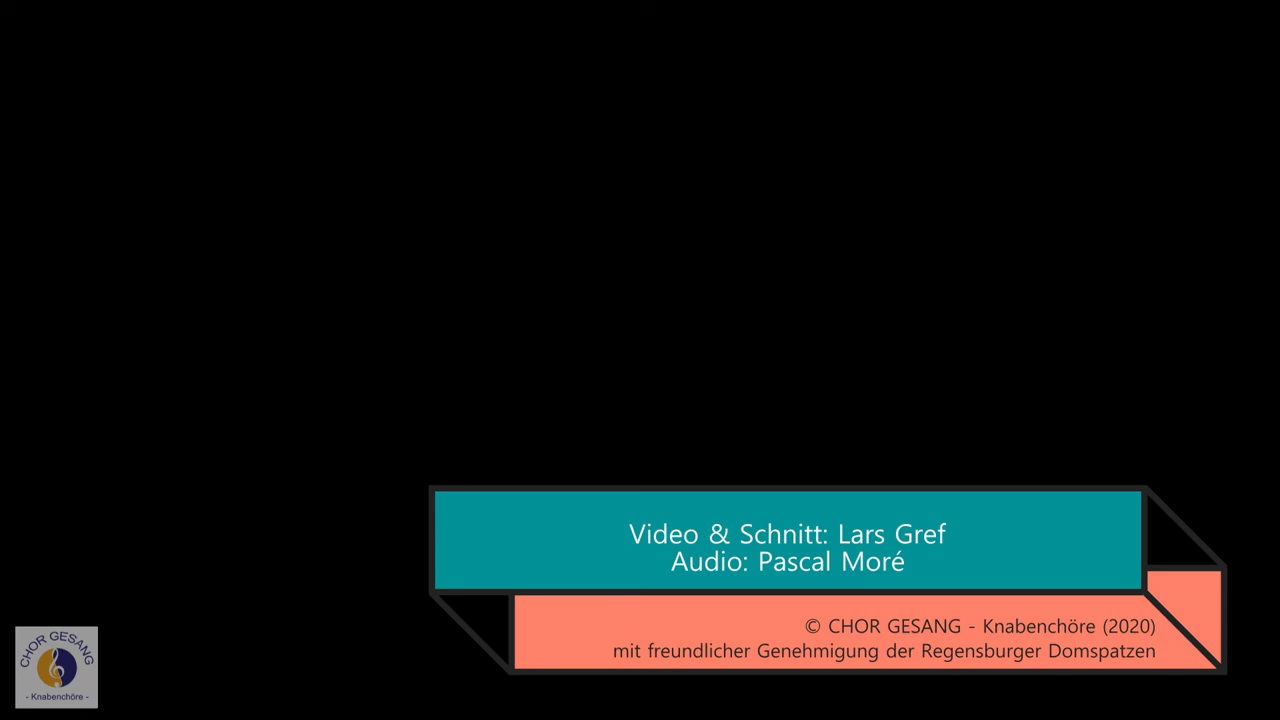 Video & Schnitt: Lars Gref
Audio: Pascal Moré
© CHOR GESANG - Knabenchöre (2020)
mit freundlicher Genehmigung der Regensburger Domspatzen
CHOR GESANG
- Knabenchöre -